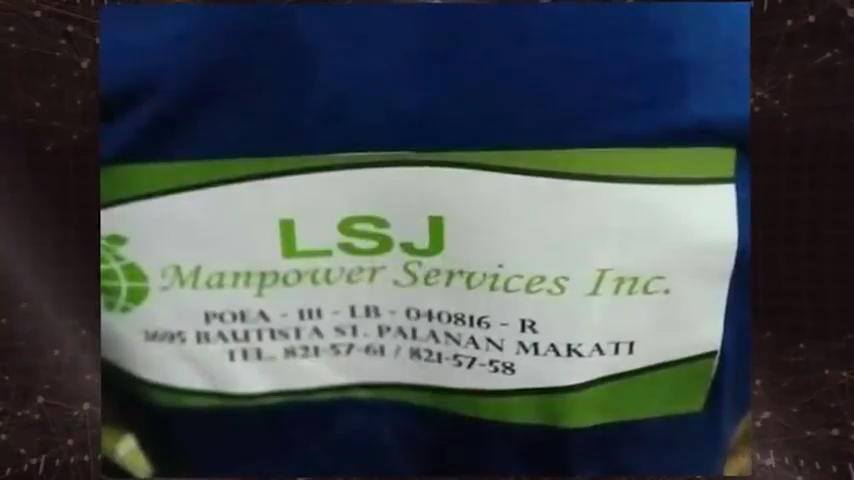 LSJ
Manpower Services Inc.
POEA - III - LB - 040816 - R
3695 BAUTISTA ST. PALANAN MAKATI
TEL. 821-57-61 / 821-57-58